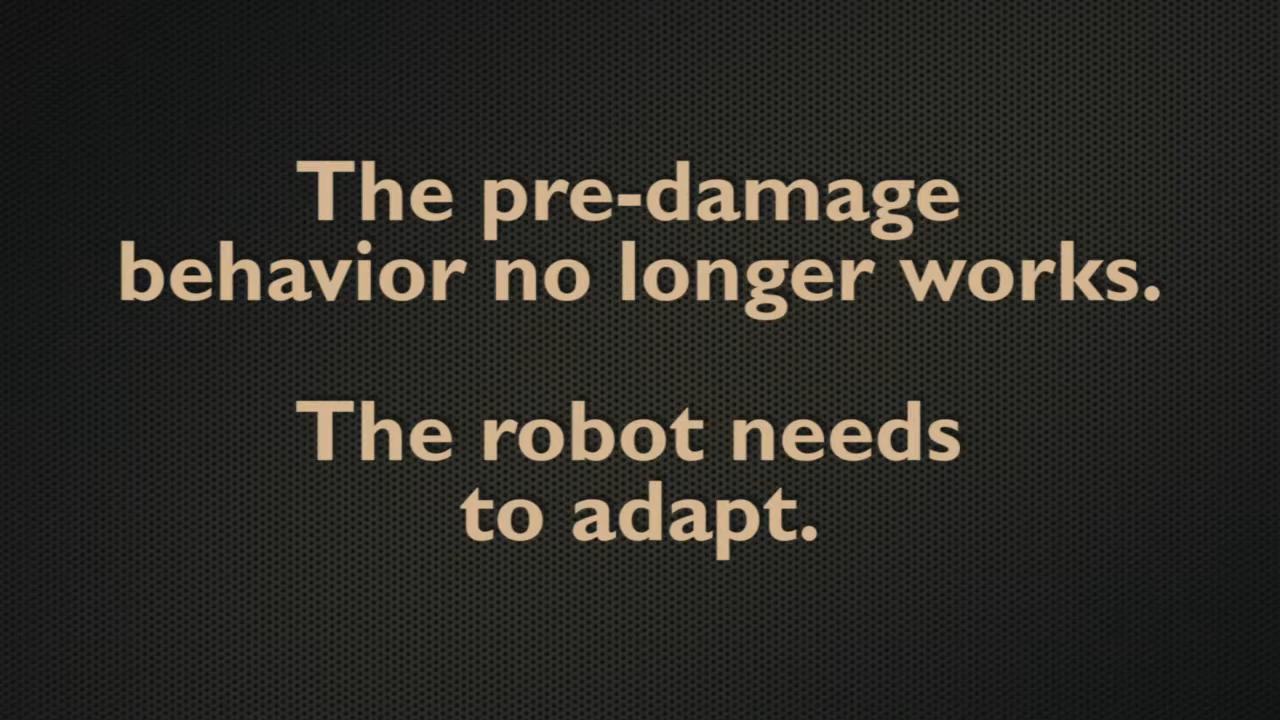 The pre-damage
behavior no longer works.
The robot needs
to adapt.